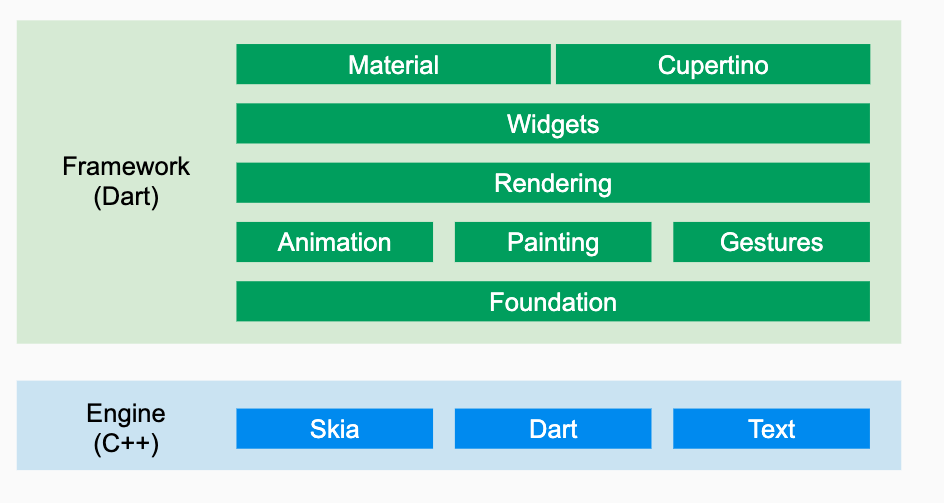 Material Cupertino
Widgets
Framework
(Dart)
Rendering
Animation Painting Gestures
Foundation
Engine
(C++)
Skia Dart Text